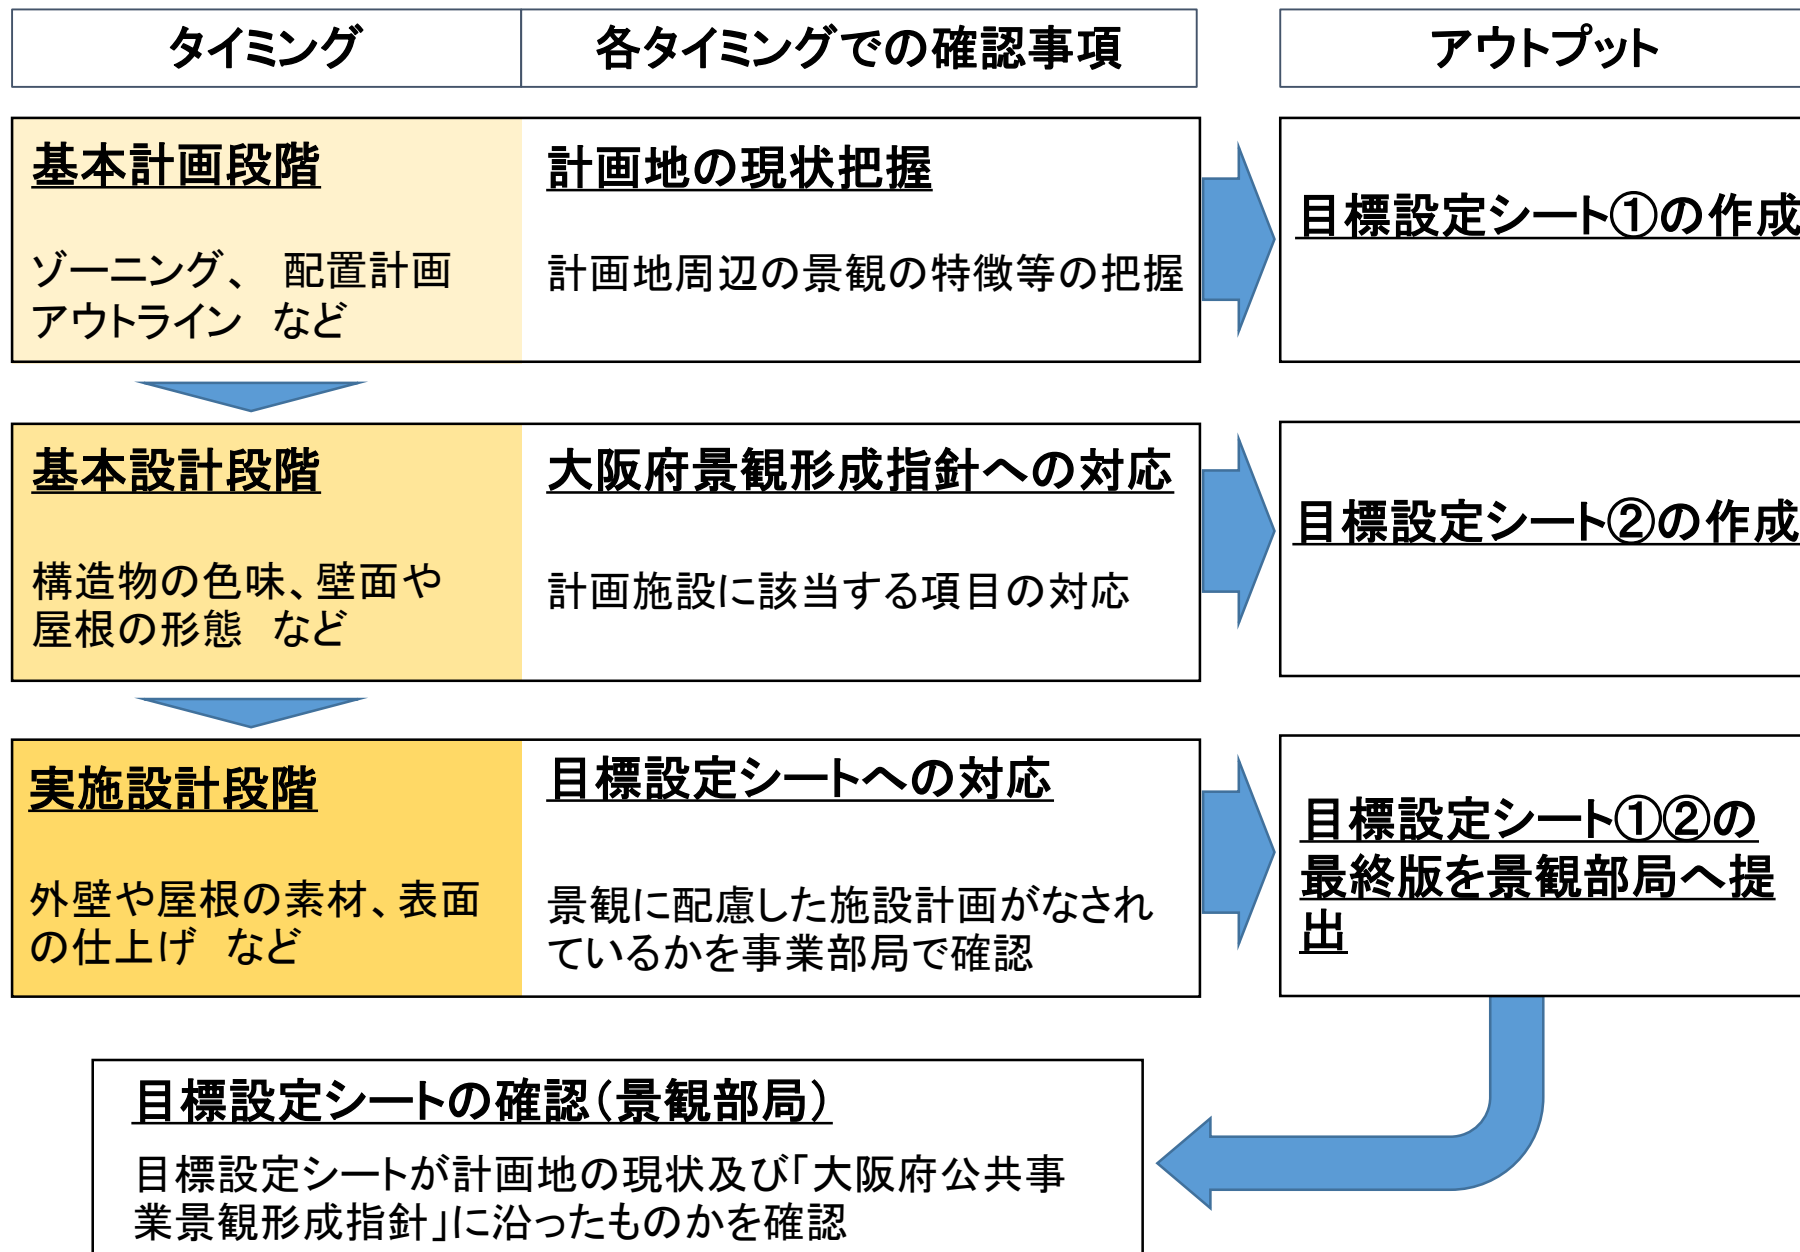 タイミング
各タイミングでの確認事項
アウトプット
基本計画段階
ゾーニング、 配置計画
アウトライン　など
計画地の現状把握
計画地周辺の景観の特徴等の把握
目標設定シート①の作成
基本設計段階
構造物の色味、壁面や
屋根の形態　など
大阪府景観形成指針への対応
計画施設に該当する項目の対応
目標設定シート②の作成
実施設計段階
外壁や屋根の素材、表面
の仕上げ　など
目標設定シートへの対応
景観に配慮した施設計画がなされ
ているかを事業部局で確認
目標設定シート①②の
最終版を景観部局へ提
出
目標設定シートの確認（景観部局）
目標設定シートが計画地の現状及び「大阪府公共事
業景観形成指針」に沿ったものかを確認